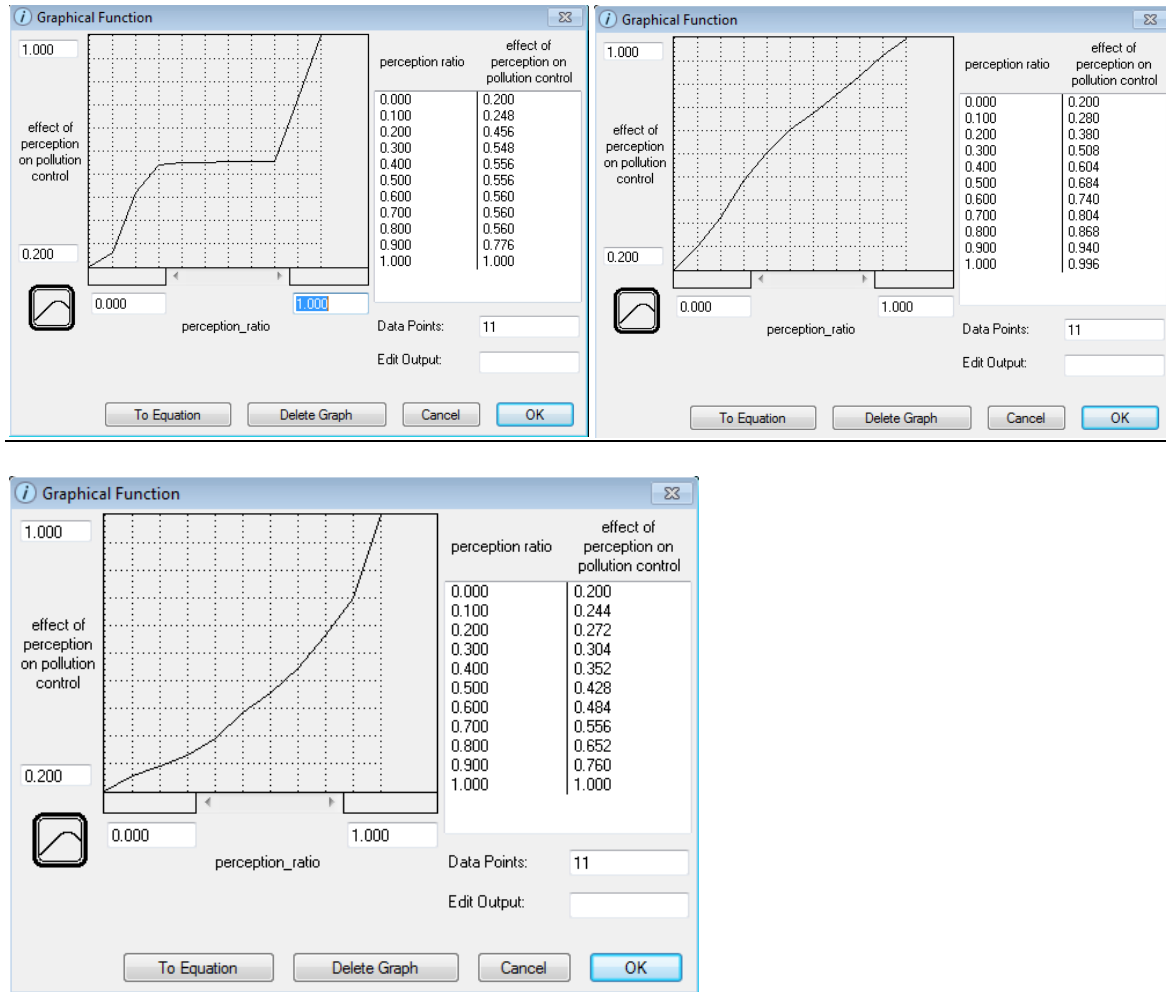 Graphical Function
1.000
effect of
perception
on pollution
control
0.200
0.000
1.000
perception_ratio
perception ratio
effect of
perception on
pollution control
0.000 0.200
0.100 0.248
0.200 0.456
0.300 0.548
0.400 0.556
0.500 0.556
0.600 0.560
0.700 0.560
0.800 0.560
0.900 0.776
1.000 1.000
Data Points: 11
Edit Output:
To Equation Delete Graph Cancel OK
Graphical Function
1.000
effect of
perception
on pollution
control
0.200
0.000
1.000
perception_ratio
perception ratio
effect of
perception on
pollution control
0.000 0.200
0.100 0.280
0.200 0.380
0.300 0.508
0.400 0.604
0.500 0.684
0.600 0.740
0.700 0.804
0.800 0.868
0.900 0.940
1.000 0.996
Data Points: 11
Edit Output:
To Equation Delete Graph Cancel OK
Graphical Function
1.000
effect of
perception
on pollution
control
0.200
0.000
1.000
perception_ratio
perception ratio
effect of
perception on
pollution control
0.000 0.200
0.100 0.244
0.200 0.272
0.300 0.304
0.400 0.352
0.500 0.428
0.600 0.484
0.700 0.556
0.800 0.652
0.900 0.760
1.000 1.000
Data Points: 11
Edit Output:
To Equation Delete Graph Cancel OK